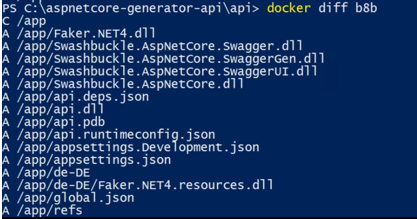 PS C:\aspnetcore-generator-api\api> docker diff b8b
C /app
A /app/Faker.NET4.dll
A /app/Swashbuckle.AspNetCore.Swagger.dll
A /app/Swashbuckle.AspNetCore.SwaggerGen.dll
A /app/Swashbuckle.AspNetCore.SwaggerUI.dll
A /app/Swashbuckle.AspNetCore.dll
A /app/api.deps.json
A /app/api.dll
A /app/api.pdb
A /app/api.runtimeconfig.json
A /app/appsettings.Development.json
A /app/appsettings.json
A /app/de-DE
A /app/de-DE/Faker.NET4.resources.dll
A /app/global.json
A /app/refs